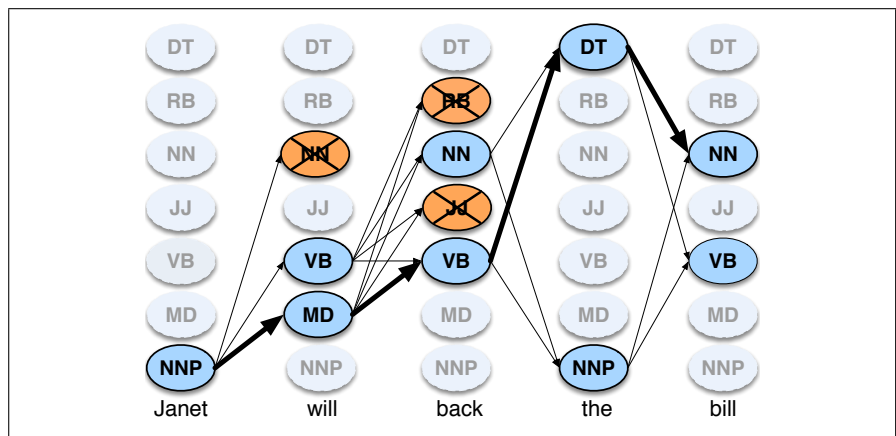 DT DT DT DT DT
RB RB RB RB RB
NN NN NN NN NN
JJ JJ JJ JJ JJ
VB VB VB VB VB
MD MD MD MD MD
NNP NNP NNP NNP NNP
Janet will back the bill